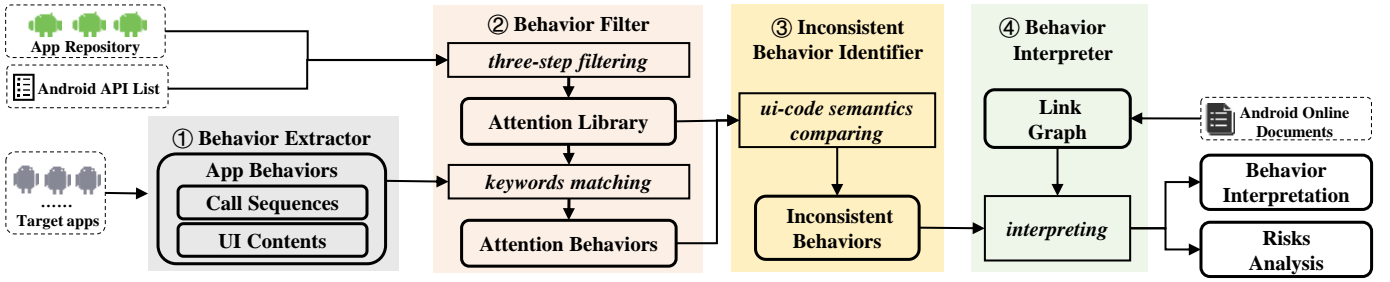 App Repository
Android API List
......
Target apps
① Behavior Extractor
App Behaviors
Call Sequences
UI Contents
② Behavior Filter
three-step filtering
Attention Library
keywords matching
Attention Behaviors
③ Inconsistent
Behavior Identifier
ui-code semantics
comparing
Inconsistent
Behaviors
④ Behavior
Interpreter
Link
Graph
interpreting
Android Online
Documents
Behavior
Interpretation
Risks
Analysis